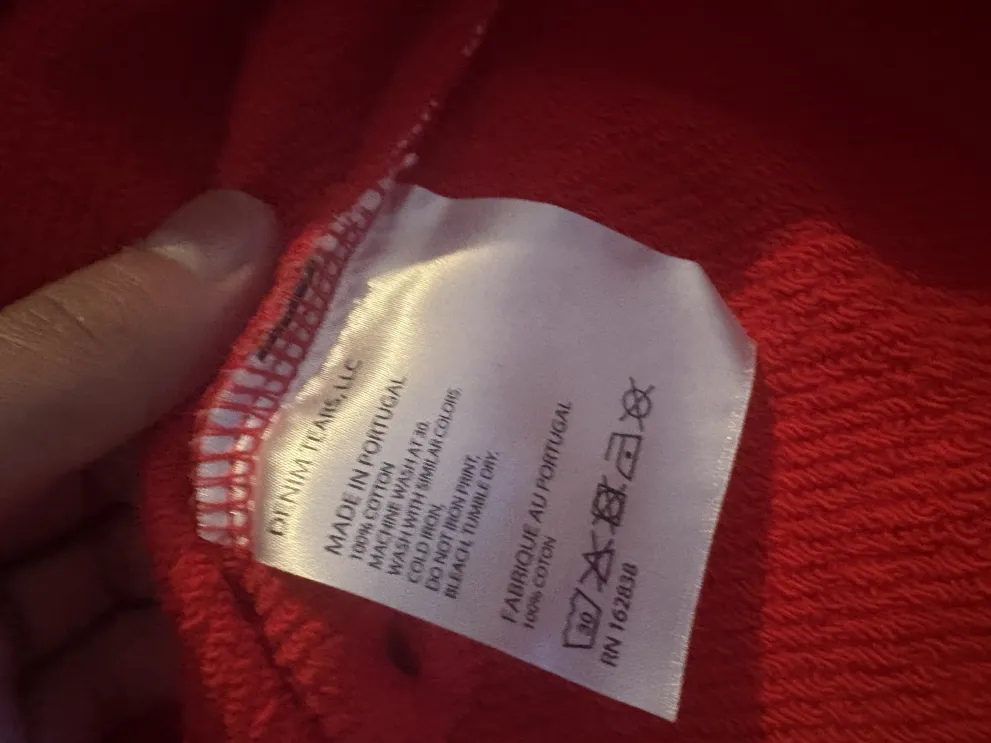 DENIM TEARS, LLC
MADE IN PORTUGAL
100% COTTON
MACHINE WASH AT 30.
WASH WITH SIMILAR COLORS.
COLD IRON.
DO NOT IRON PRINT,
BLEACH, TUMBLE DRY.
FABRIQUE AU PORTUGAL
100% COTON
30
RN 162838